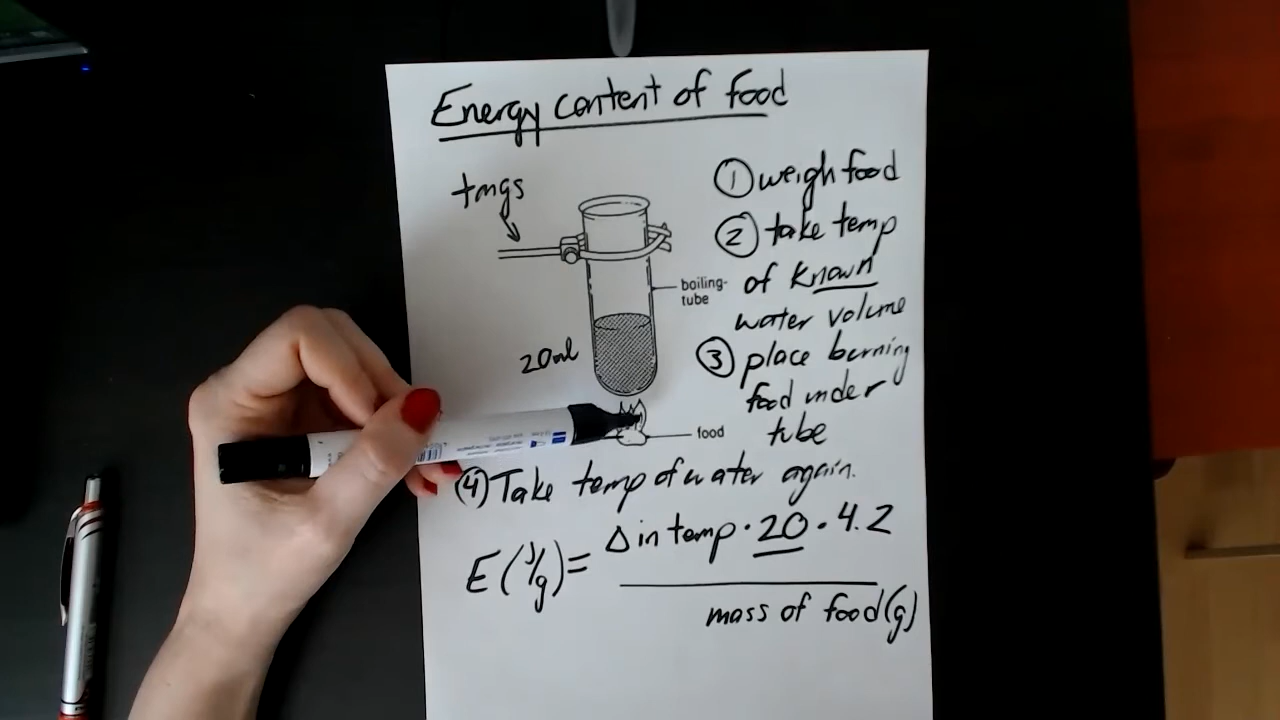 Energy content of food
tongs
① weigh food
② take temp
of known
water volume
③ place burning
food under
tube
boiling-
tube
20ml
food
④ Take temp of water again.
E (J/g) = Δ in temp · 20 · 4.2
mass of food (g)